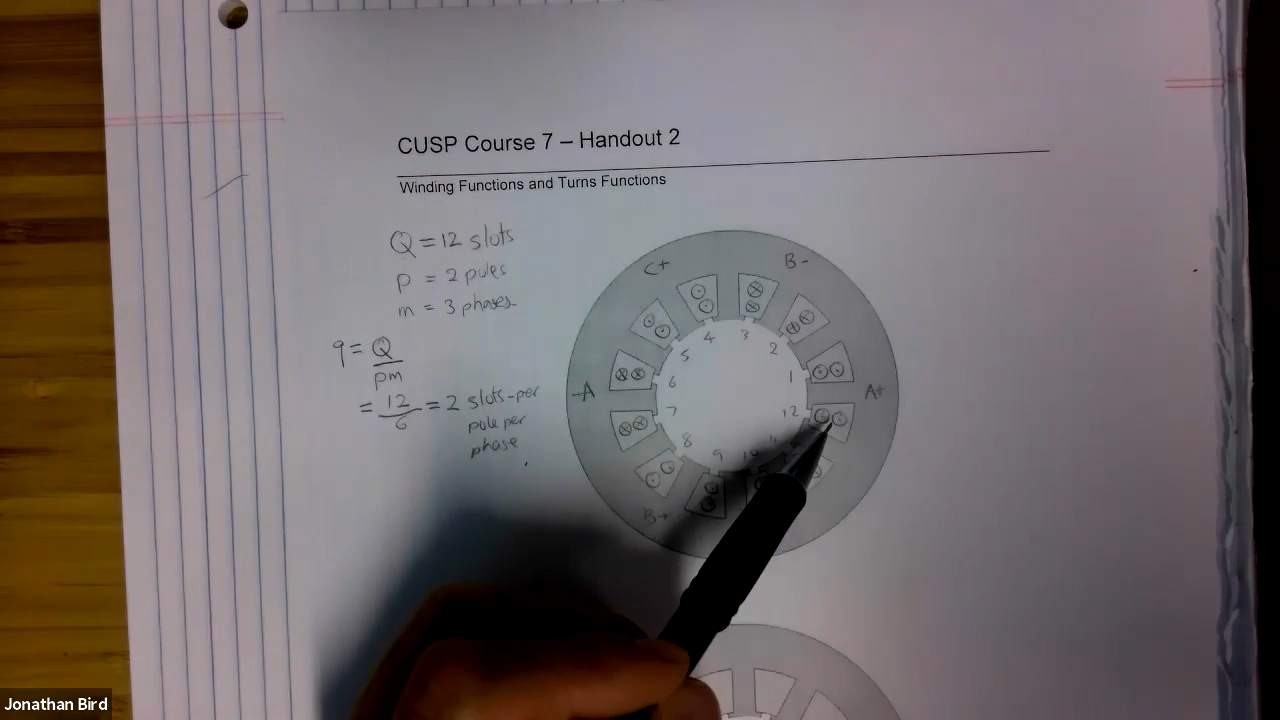 CUSP Course 7 – Handout 2
Winding Functions and Turns Functions
Q = 12 slots
p = 2 poles
m = 3 phases
q = Q
pm
= 12 = 2 slots-per
6
pole per
phase
C+
B-
4
3
5
2
6
1
-A
A+
7
12
8
9
10
B+
Jonathan Bird